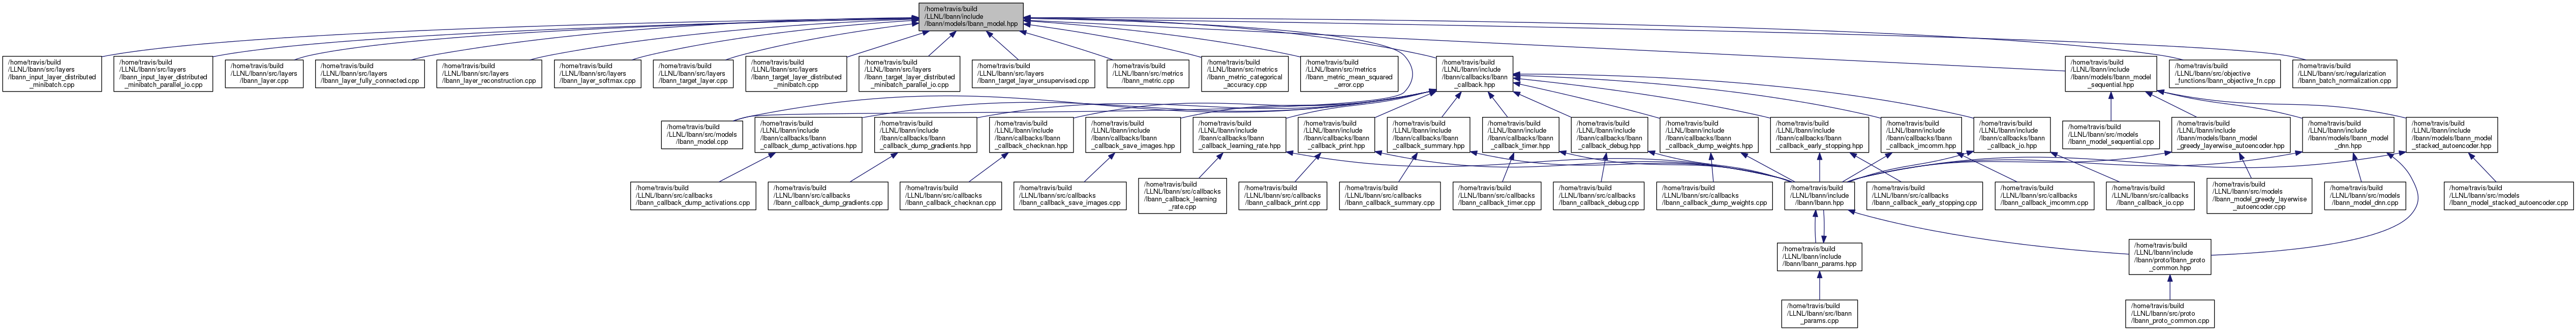 /home/travis/build
/LLNL/lbann/include
/lbann/models/lbann_model.hpp
/home/travis/build
/LLNL/lbann/src/layers
/lbann_input_layer_distributed
_minibatch.cpp
/home/travis/build
/LLNL/lbann/src/layers
/lbann_input_layer_distributed
_minibatch_parallel_io.cpp
/home/travis/build
/LLNL/lbann/src/layers
/lbann_layer.cpp
/home/travis/build
/LLNL/lbann/src/layers
/lbann_layer_fully_connected.cpp
/home/travis/build
/LLNL/lbann/src/layers
/lbann_layer_reconstruction.cpp
/home/travis/build
/LLNL/lbann/src/layers
/lbann_layer_softmax.cpp
/home/travis/build
/LLNL/lbann/src/layers
/lbann_target_layer.cpp
/home/travis/build
/LLNL/lbann/src/layers
/lbann_target_layer_distributed
_minibatch.cpp
/home/travis/build
/LLNL/lbann/src/layers
/lbann_target_layer_distributed
_minibatch_parallel_io.cpp
/home/travis/build
/LLNL/lbann/src/layers
/lbann_target_layer_unsupervised.cpp
/home/travis/build
/LLNL/lbann/src/metrics
/lbann_metric.cpp
/home/travis/build
/LLNL/lbann/src/metrics
/lbann_metric_categorical
_accuracy.cpp
/home/travis/build
/LLNL/lbann/src/metrics
/lbann_metric_mean_squared
_error.cpp
/home/travis/build
/LLNL/lbann/include
/lbann/callbacks/lbann
_callback.hpp
/home/travis/build
/LLNL/lbann/include
/lbann/models/lbann_model
_sequential.hpp
/home/travis/build
/LLNL/lbann/src/objective
_functions/lbann_objective_fn.cpp
/home/travis/build
/LLNL/lbann/src/regularization
/lbann_batch_normalization.cpp
/home/travis/build
/LLNL/lbann/src/models
/lbann_model.cpp
/home/travis/build
/LLNL/lbann/include
/lbann/callbacks/lbann
_callback_dump_activations.hpp
/home/travis/build
/LLNL/lbann/include
/lbann/callbacks/lbann
_callback_dump_gradients.hpp
/home/travis/build
/LLNL/lbann/include
/lbann/callbacks/lbann
_callback_checknan.hpp
/home/travis/build
/LLNL/lbann/include
/lbann/callbacks/lbann
_callback_save_images.hpp
/home/travis/build
/LLNL/lbann/include
/lbann/callbacks/lbann
_callback_learning_rate.hpp
/home/travis/build
/LLNL/lbann/include
/lbann/callbacks/lbann
_callback_print.hpp
/home/travis/build
/LLNL/lbann/include
/lbann/callbacks/lbann
_callback_summary.hpp
/home/travis/build
/LLNL/lbann/include
/lbann/callbacks/lbann
_callback_timer.hpp
/home/travis/build
/LLNL/lbann/include
/lbann/callbacks/lbann
_callback_debug.hpp
/home/travis/build
/LLNL/lbann/include
/lbann/callbacks/lbann
_callback_dump_weights.hpp
/home/travis/build
/LLNL/lbann/include
/lbann/callbacks/lbann
_callback_early_stopping.hpp
/home/travis/build
/LLNL/lbann/include
/lbann/callbacks/lbann
_callback_imcomm.hpp
/home/travis/build
/LLNL/lbann/include
/lbann/callbacks/lbann
_callback_io.hpp
/home/travis/build
/LLNL/lbann/src/models
/lbann_model_sequential.cpp
/home/travis/build
/LLNL/lbann/include
/lbann/models/lbann_model
_greedy_layerwise_autoencoder.hpp
/home/travis/build
/LLNL/lbann/include
/lbann/models/lbann_model
_dnn.hpp
/home/travis/build
/LLNL/lbann/include
/lbann/models/lbann_model
_stacked_autoencoder.hpp
/home/travis/build
/LLNL/lbann/src/callbacks
/lbann_callback_dump_activations.cpp
/home/travis/build
/LLNL/lbann/src/callbacks
/lbann_callback_dump_gradients.cpp
/home/travis/build
/LLNL/lbann/src/callbacks
/lbann_callback_checknan.cpp
/home/travis/build
/LLNL/lbann/src/callbacks
/lbann_callback_save_images.cpp
/home/travis/build
/LLNL/lbann/src/callbacks
/lbann_callback_learning
_rate.cpp
/home/travis/build
/LLNL/lbann/src/callbacks
/lbann_callback_print.cpp
/home/travis/build
/LLNL/lbann/src/callbacks
/lbann_callback_summary.cpp
/home/travis/build
/LLNL/lbann/src/callbacks
/lbann_callback_timer.cpp
/home/travis/build
/LLNL/lbann/src/callbacks
/lbann_callback_debug.cpp
/home/travis/build
/LLNL/lbann/src/callbacks
/lbann_callback_dump_weights.cpp
/home/travis/build
/LLNL/lbann/include
/lbann/lbann.hpp
/home/travis/build
/LLNL/lbann/src/callbacks
/lbann_callback_early_stopping.cpp
/home/travis/build
/LLNL/lbann/src/callbacks
/lbann_callback_imcomm.cpp
/home/travis/build
/LLNL/lbann/src/callbacks
/lbann_callback_io.cpp
/home/travis/build
/LLNL/lbann/src/models
/lbann_model_greedy_layerwise
_autoencoder.cpp
/home/travis/build
/LLNL/lbann/src/models
/lbann_model_dnn.cpp
/home/travis/build
/LLNL/lbann/src/models
/lbann_model_stacked_autoencoder.cpp
/home/travis/build
/LLNL/lbann/include
/lbann/lbann_params.hpp
/home/travis/build
/LLNL/lbann/include
/lbann/proto/lbann_proto
_common.hpp
/home/travis/build
/LLNL/lbann/src/lbann
_params.cpp
/home/travis/build
/LLNL/lbann/src/proto
/lbann_proto_common.cpp